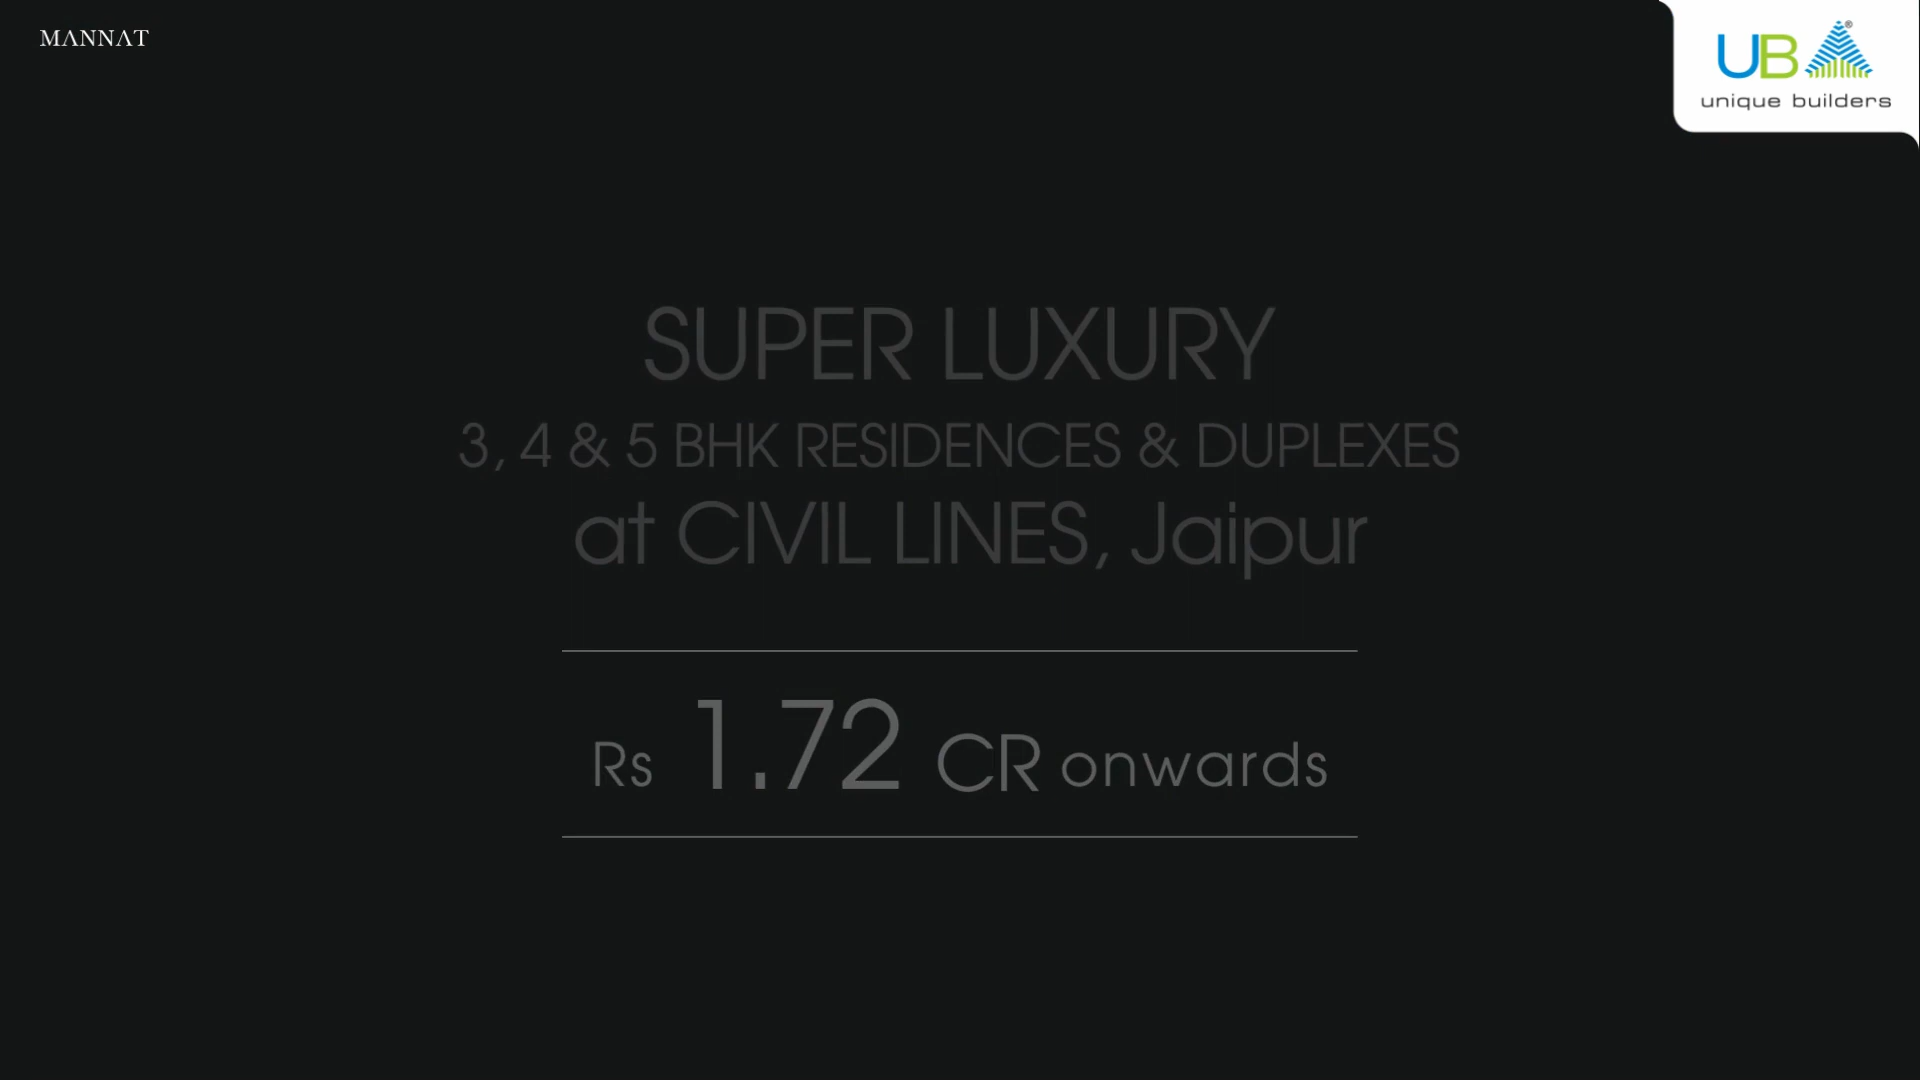 MANNAT
UB
unique builders
SUPER LUXURY
3, 4 & 5 BHK RESIDENCES & DUPLEXES
at CIVIL LINES, Jaipur
Rs 1.72 CR onwards